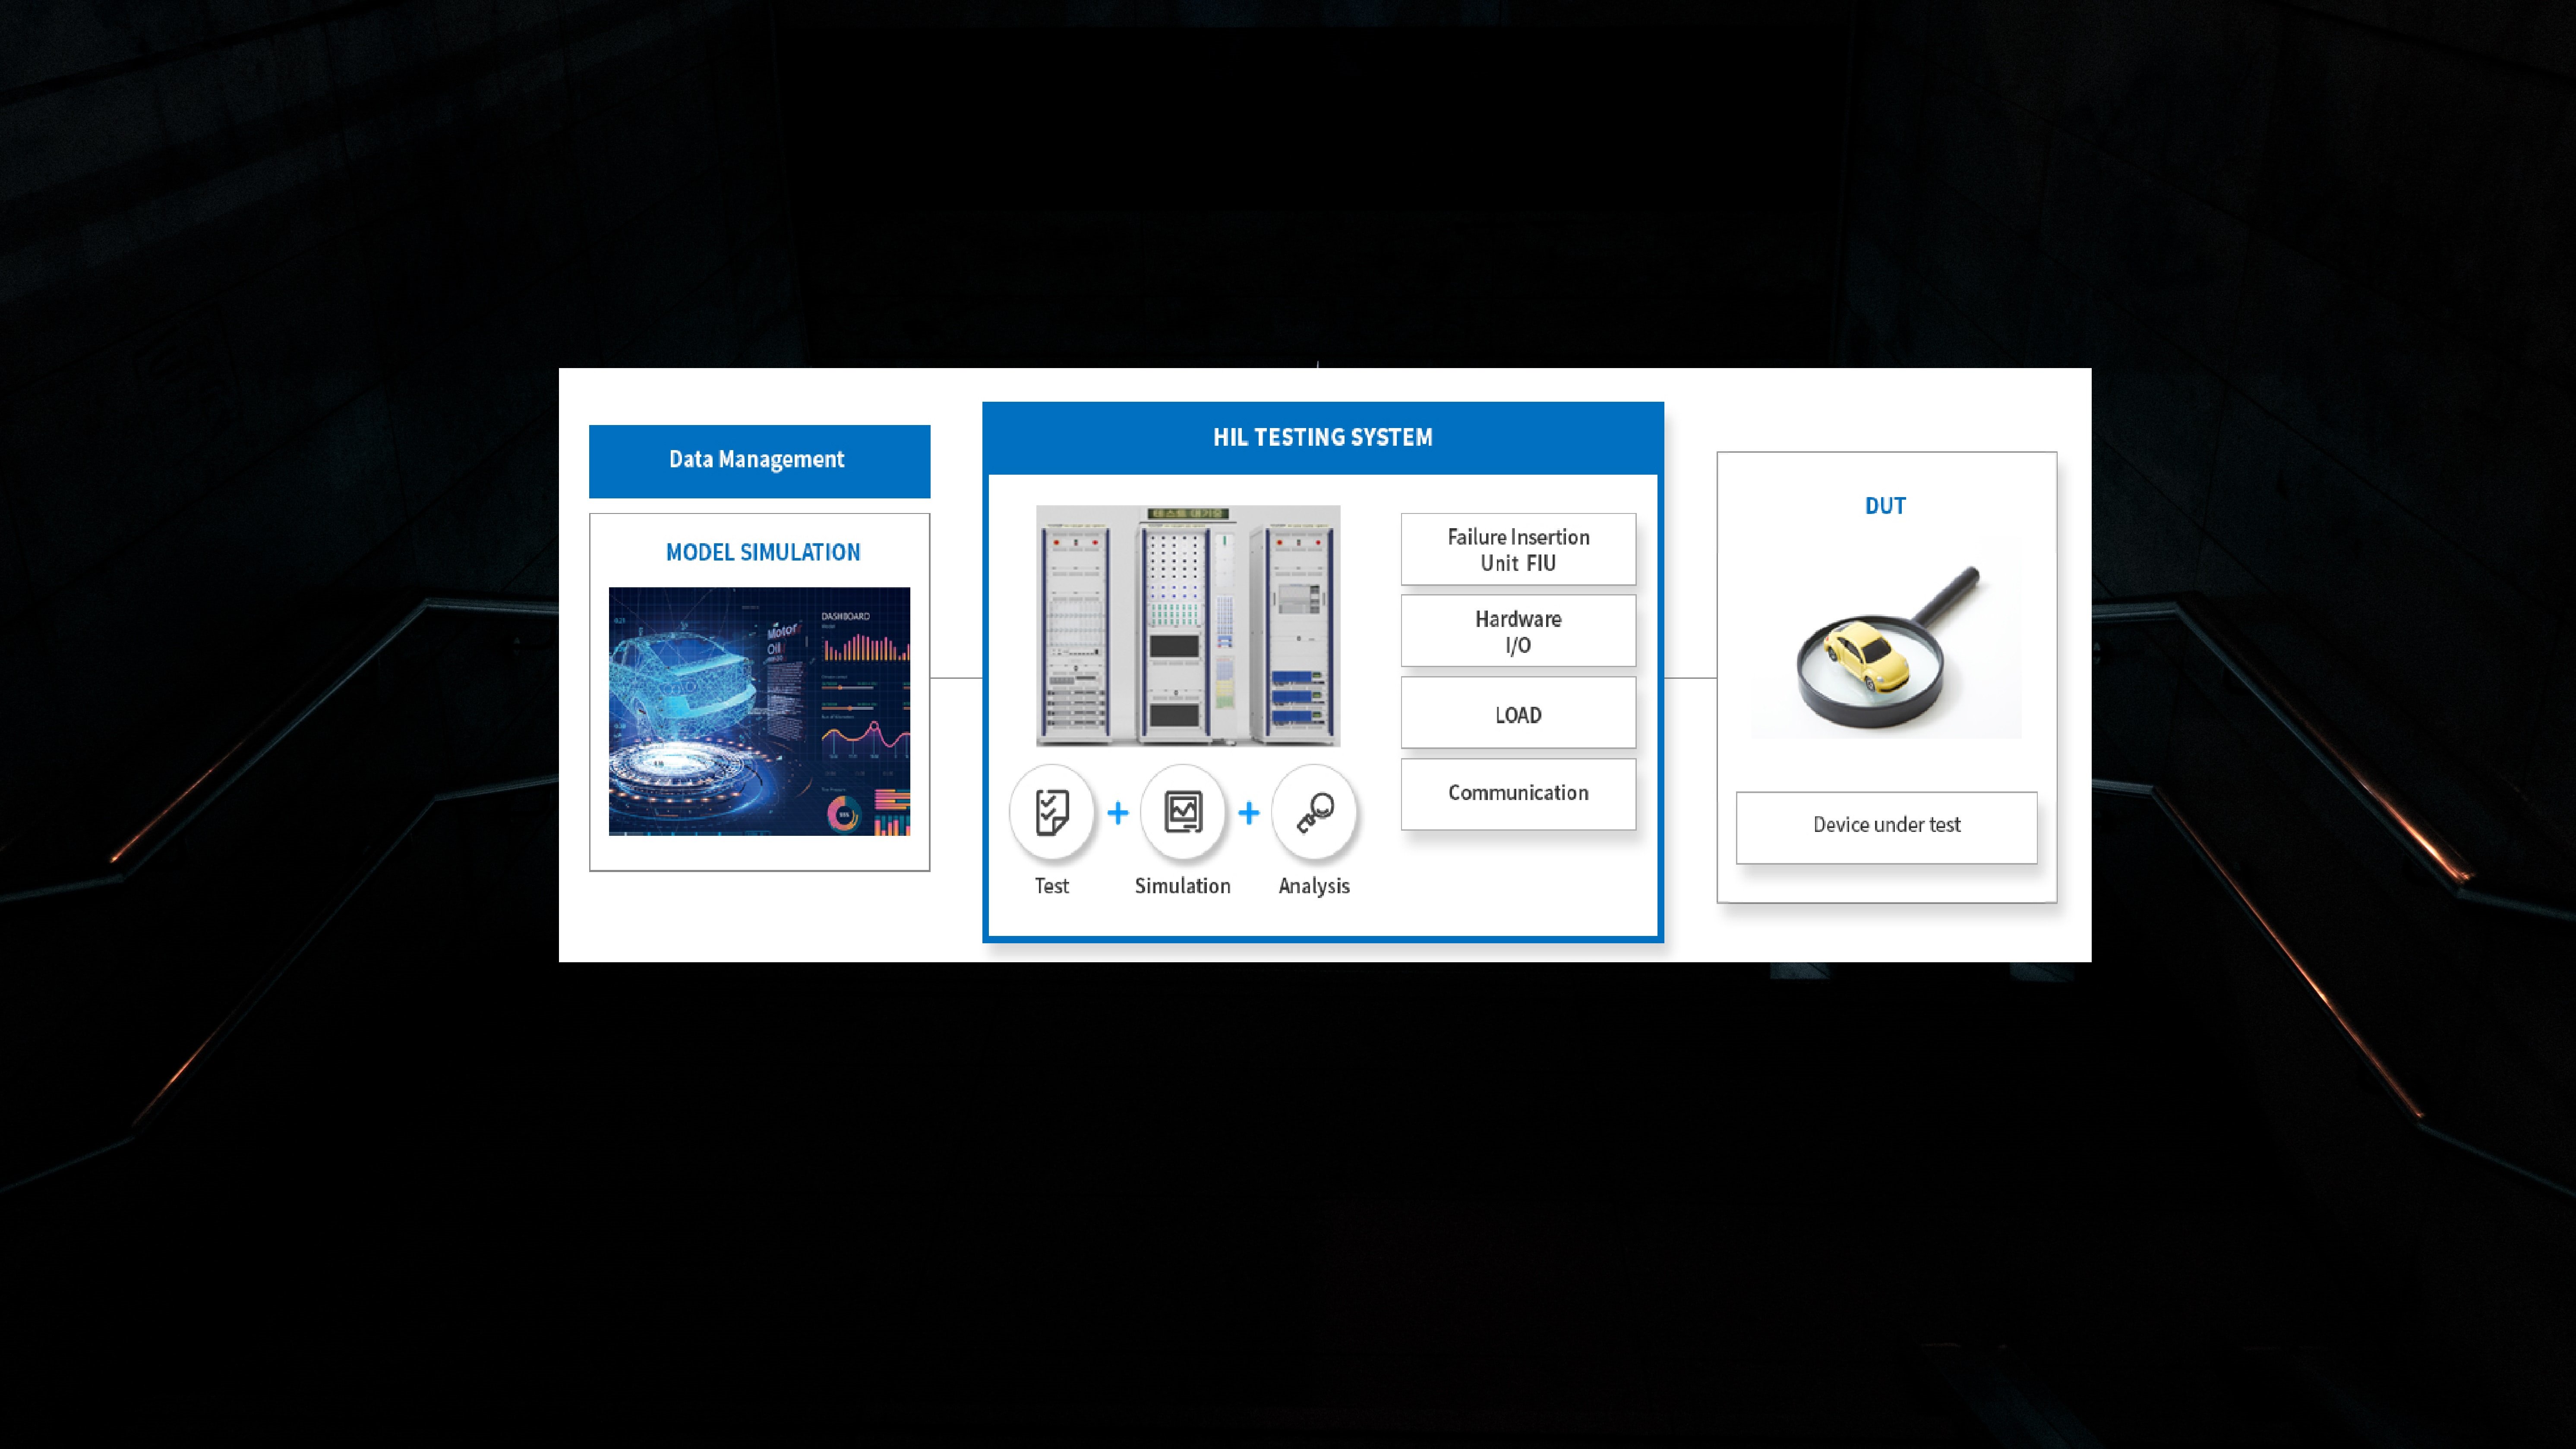 Data Management
MODEL SIMULATION
DASHBOARD
Motor
Oil
HIL TESTING SYSTEM
테스트 대기중
Failure Insertion
Unit FIU
Hardware
I/O
LOAD
Communication
Test
Simulation
Analysis
DUT
Device under test